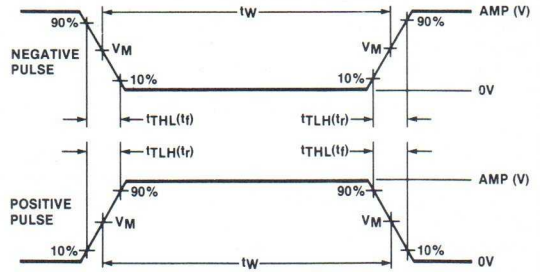 tW
90%
90%
AMP (V)
NEGATIVE
PULSE
VM
VM
10%
10%
0V
tTHL(tf)
tTLH(tr)
tTLH(tr)
tTHL(tf)
POSITIVE
PULSE
90%
90%
AMP (V)
VM
VM
10%
10%
tW
0V